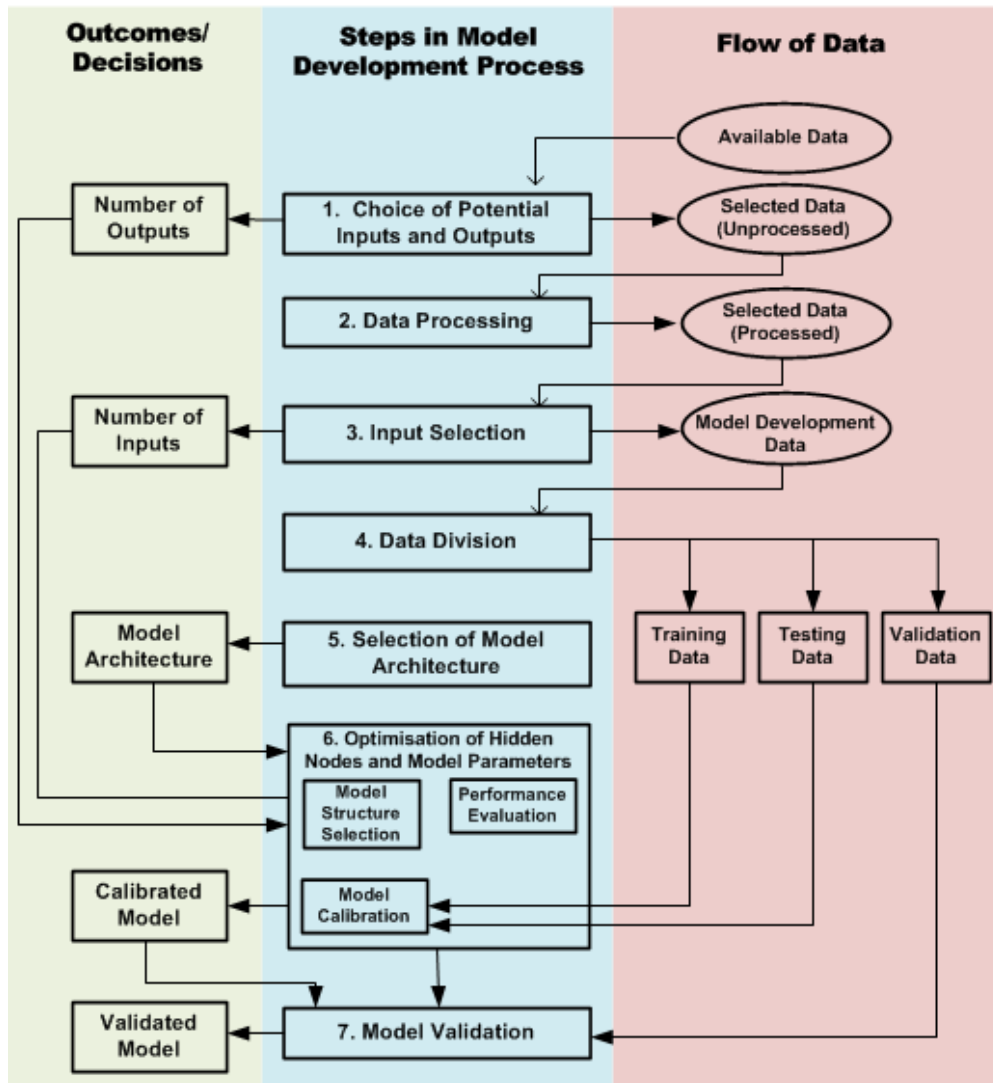 Outcomes/
Decisions
Steps in Model
Development Process
Flow of Data
Available Data
Number of
Outputs
1. Choice of Potential
Inputs and Outputs
Selected Data
(Unprocessed)
2. Data Processing
Selected Data
(Processed)
Number of
Inputs
3. Input Selection
Model Development
Data
4. Data Division
Model
Architecture
5. Selection of Model
Architecture
Training
Data
Testing
Data
Validation
Data
6. Optimisation of Hidden
Nodes and Model Parameters
Model
Structure
Selection
Performance
Evaluation
Calibrated
Model
Model
Calibration
Validated
Model
7. Model Validation